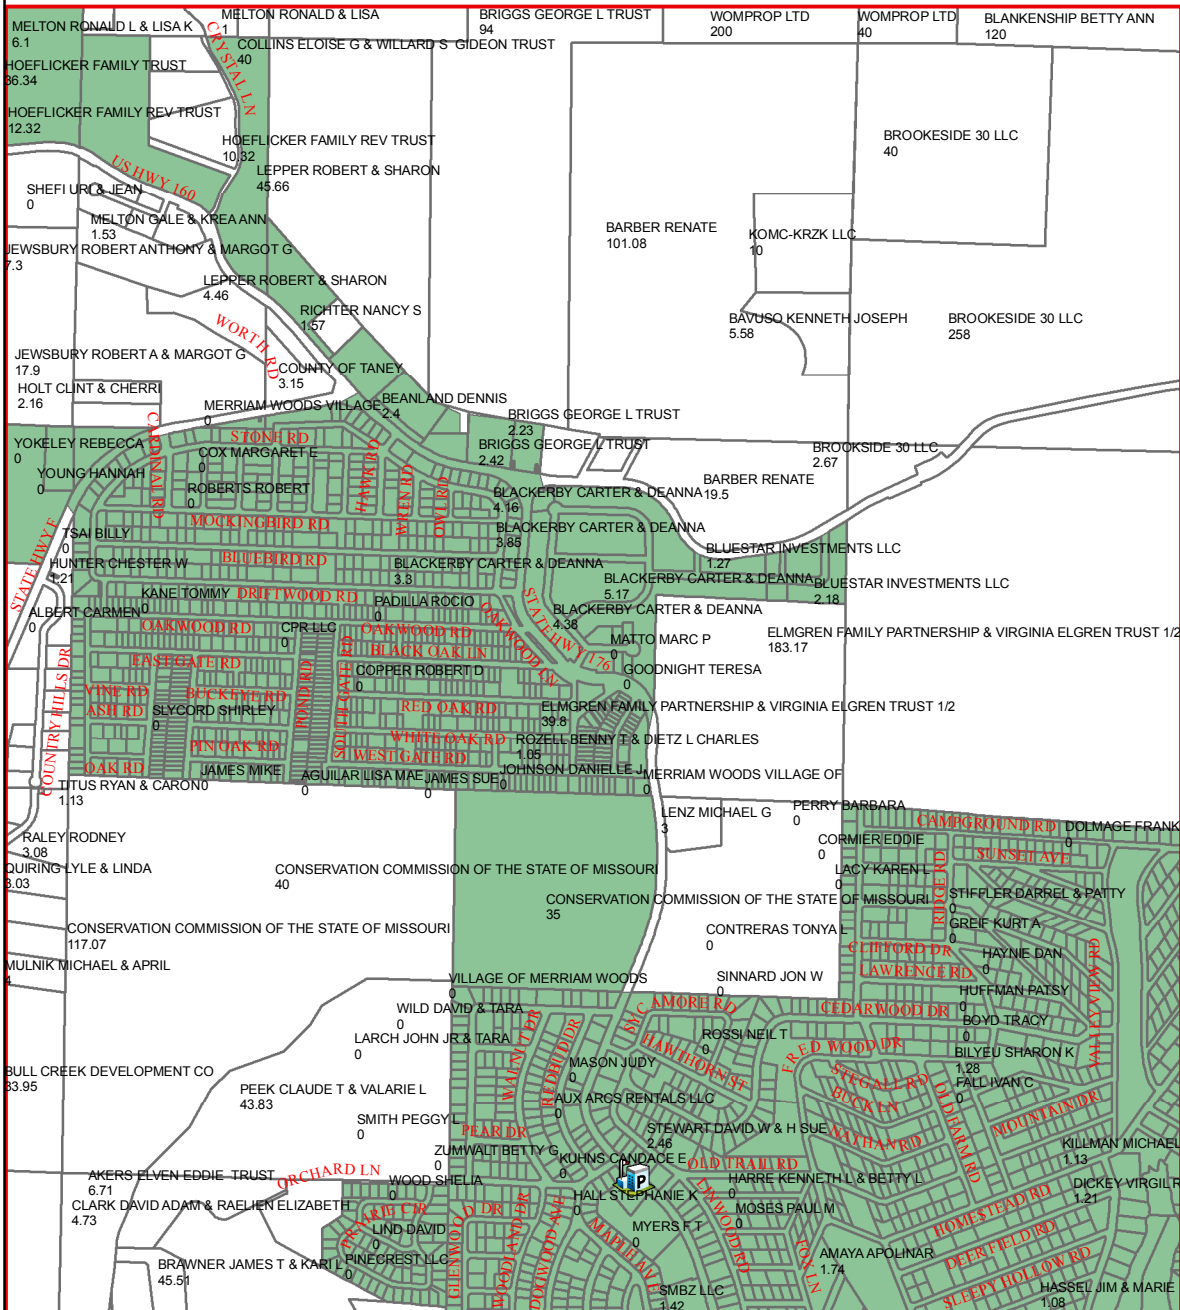 MELTON RONALD L & LISA K
6.1
MELTON RONALD & LISA
1
BRIGGS GEORGE L TRUST
94
WOMPROP LTD
200
WOMPROP LTD
40
BLANKENSHIP BETTY ANN
120
CRYSTAL LN
COLLINS ELOISE G & WILLARD S GIDEON TRUST
40
HOEFLICKER FAMILY TRUST
36.34
HOEFLICKER FAMILY REV TRUST
12.32
HOEFLICKER FAMILY REV TRUST
10.32
BROOKESIDE 30 LLC
40
US HWY 160
LEPPER ROBERT & SHARON
45.66
SHEFI URI & JEAN
0
MELTON GALE & KREA ANN
1.53
BARBER RENATE
101.08
KOMC-KRZK LLC
10
JEWSBURY ROBERT ANTHONY & MARGOT G
7.3
LEPPER ROBERT & SHARON
4.46
RICHTER NANCY S
1.57
BAVUSO KENNETH JOSEPH
5.58
BROOKESIDE 30 LLC
258
WORTH RD
JEWSBURY ROBERT A & MARGOT G
17.9
COUNTY OF TANEY
3.15
HOLT CLINT & CHERRI
2.16
MERRIAM WOODS VILLAGE
0
BEANLAND DENNIS
2.4
BRIGGS GEORGE L TRUST
2.23
CARDINAL RD
STONE RD
YOKELEY REBECCA
0
COX MARGARET E
0
HAWK RD
WREN RD
OWL RD
BRIGGS GEORGE L TRUST
2.42
BROOKSIDE 30 LLC
2.67
YOUNG HANNAH
0
ROBERTS ROBERT
0
BARBER RENATE
19.5
BLACKERBY CARTER & DEANNA
4.16
MOCKINGBIRD RD
BLACKERBY CARTER & DEANNA
3.85
TSAI BILLY
0
STATE HWY F
BLUEBIRD RD
HUNTER CHESTER W
1.21
BLACKERBY CARTER & DEANNA
3.3
BLUESTAR INVESTMENTS LLC
1.27
BLACKERBY CARTER & DEANNA
5.17
BLUESTAR INVESTMENTS LLC
2.18
KANE TOMMY
0
DRIFTWOOD RD
PADILLA ROCIO
0
OAKWOOD LN
STATE HWY 176
BLACKERBY CARTER & DEANNA
4.38
ALBERT CARMEN
0
OAKWOOD RD
CPR LLC
0
OAKWOOD RD
MATTO MARC P
0
ELMGREN FAMILY PARTNERSHIP & VIRGINIA ELGREN TRUST 1/2
183.17
BLACK OAK LN
EAST GATE RD
COPPER ROBERT D
0
GOODNIGHT TERESA
0
COUNTRY HILLS DR
VINE RD
BUCKEYE RD
POND RD
SOUTH GATE RD
RED OAK RD
ELMGREN FAMILY PARTNERSHIP & VIRGINIA ELGREN TRUST 1/2
39.8
ASH RD
SLYCORD SHIRLEY
0
PIN OAK RD
WHITE OAK RD
ROZELL BENNY T & DIETZ L CHARLES
1.05
WEST GATE RD
OAK RD
JAMES MIKE
0
AGUILAR LISA MAE
0
JAMES SUE
0
JOHNSON DANIELLE J
0
MERRIAM WOODS VILLAGE OF
0
TITUS RYAN & CARON
1.13
LENZ MICHAEL G
3
PERRY BARBARA
0
CAMPGROUND RD
DOLMAGE FRANK
0
RALEY RODNEY
3.08
CORMIER EDDIE
0
SUNSET AVE
QUIRING LYLE & LINDA
3.03
CONSERVATION COMMISSION OF THE STATE OF MISSOURI
40
LACY KAREN L
0
RIDGE RD
CONSERVATION COMMISSION OF THE STATE OF MISSOURI
35
STIFFLER DARREL & PATTY
0
CONSERVATION COMMISSION OF THE STATE OF MISSOURI
117.07
CONTRERAS TONYA L
0
GREIF KURT A
0
CLIFFORD DR
HAYNIE DAN
0
VALLEY VIEW RD
MULNIK MICHAEL & APRIL
4
VILLAGE OF MERRIAM WOODS
0
SINNARD JON W
0
LAWRENCE RD
HUFFMAN PATSY
0
WILD DAVID & TARA
0
SYCAMORE RD
CEDARWOOD DR
BOYD TRACY
0
LARCH JOHN JR & TARA
0
WALNUT DR
REDBUD DR
HAWTHORN ST
ROSSI NEIL T
0
FRED WOOD DR
BILYEU SHARON K
1.28
BULL CREEK DEVELOPMENT CO
33.95
MASON JUDY
0
STEGALL RD
FALL IVAN C
0
PEEK CLAUDE T & VALARIE L
43.83
AUX ARCS RENTALS LLC
0
BUCK LN
OLD FARM RD
MOUNTAIN DR
SMITH PEGGY L
0
PEAR DR
STEWART DAVID W & H SUE
2.46
NATHAN RD
KILLMAN MICHAEL
1.13
ZUMWALT BETTY G
0
KUHNS CANDACE E
OLD TRAIL RD
AKERS ELVEN EDDIE TRUST
6.71
ORCHARD LN
WOOD SHELIA
0
P
HARRE KENNETH L & BETTY L
0
DICKEY VIRGIL R
1.21
CLARK DAVID ADAM & RAELIEN ELIZABETH
4.73
PRAIRIE CIR
GLENWOOD DR
WOODLAND DR
DOGWOOD AVE
HALL STEPHANIE K
0
LINWOOD RD
MOSES PAUL M
0
HOMESTEAD RD
LIND DAVID
0
MAPLE AVE
MYERS F T
0
FOX LN
DEER FIELD RD
BRAWNER JAMES T & KARI L
45.51
PINECREST LLC
0
AMAYA APOLINAR
1.74
SLEEPY HOLLOW RD
SMBZ LLC
1.42
HASSEL JIM & MARIE
1.08